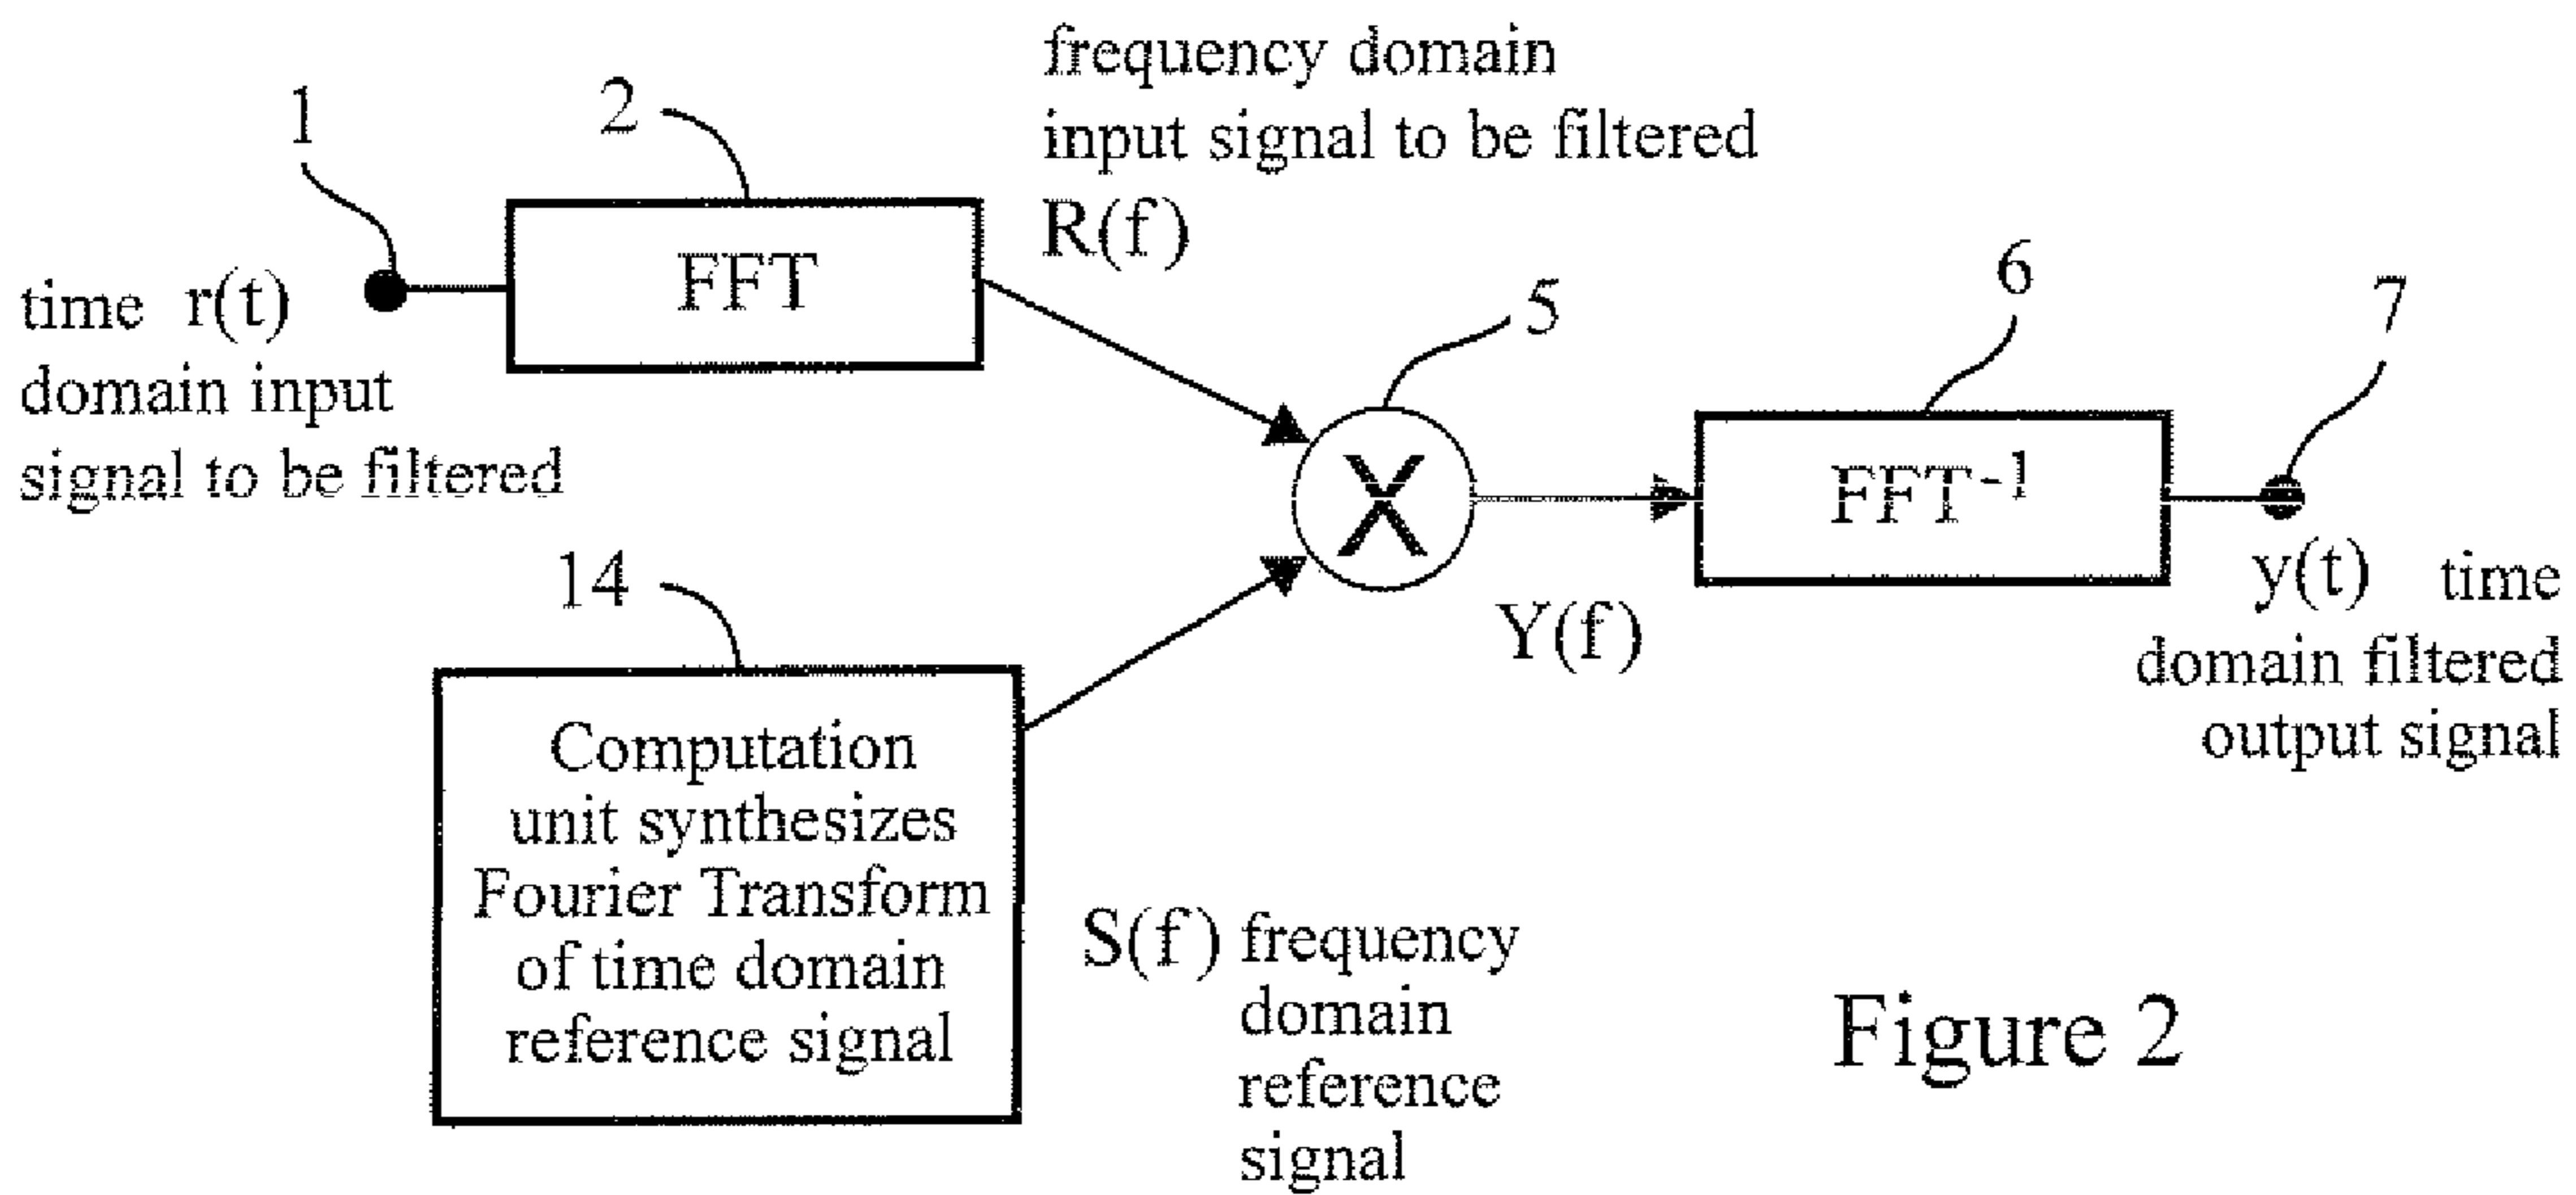 frequency domain
input signal to be filtered
R(f)
1
2
FFT
time r(t)
domain input
signal to be filtered
5
6
7
X
FFT⁻¹
Y(f)
y(t) time
domain filtered
output signal
14
Computation
unit synthesizes
Fourier Transform
of time domain
reference signal
S(f) frequency
domain
reference
signal
Figure 2